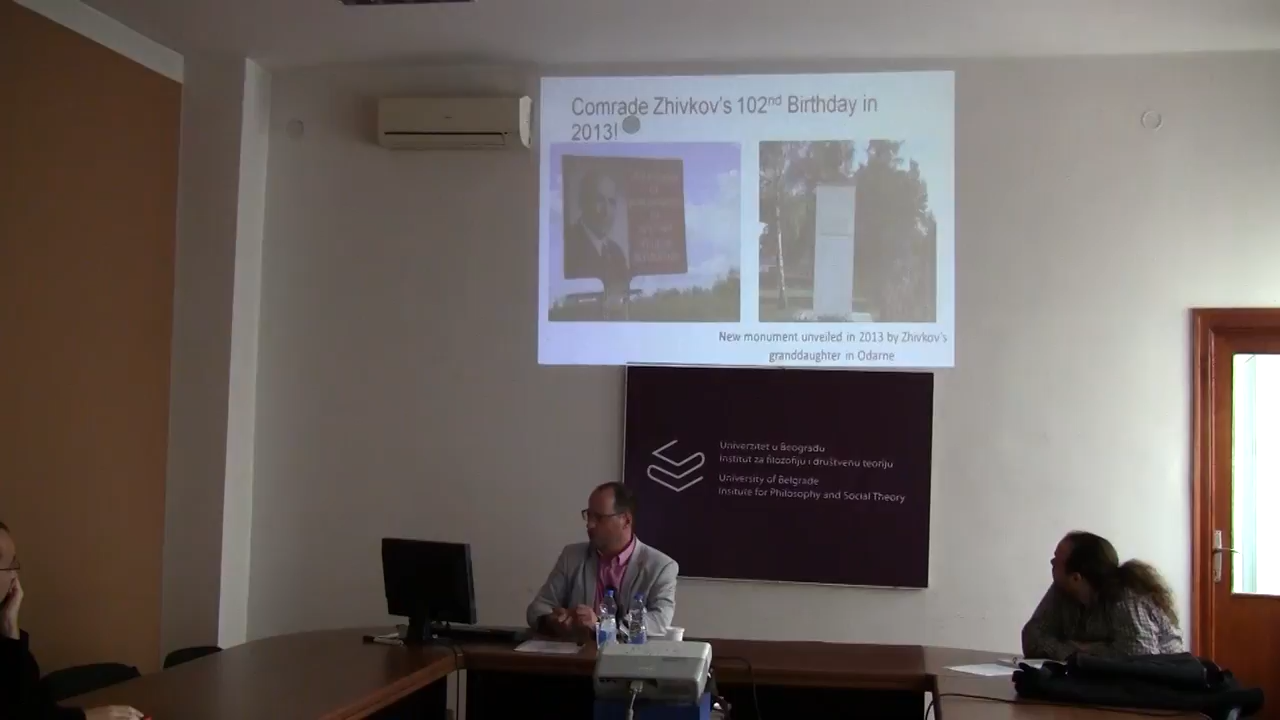 Comrade Zhivkov's 102nd Birthday in
2013!
New monument unveiled in 2013 by Zhivkov's
granddaughter in Odarne
Univerzitet u Beogradu
Institut za filozofiju i društvenu teoriju
University of Belgrade
Institute for Philosophy and Social Theory